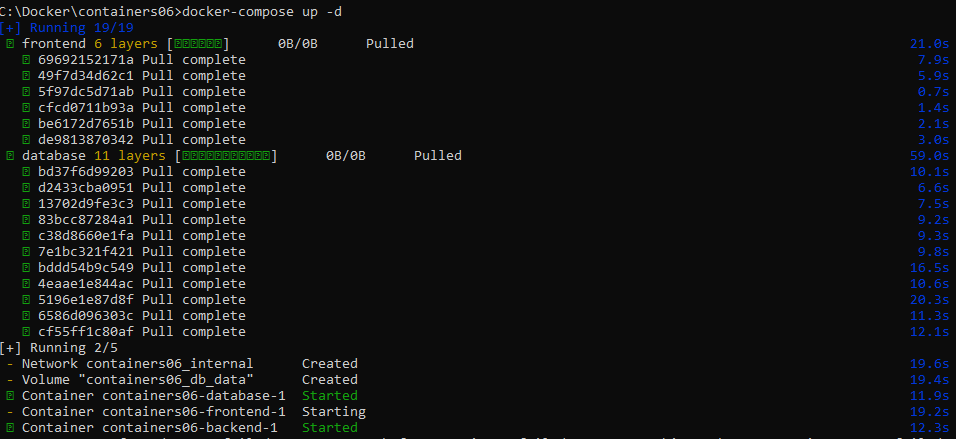 C:\Docker\containers06>docker-compose up -d
[+] Running 19/19
frontend 6 layers [⍰⍰⍰⍰⍰⍰] 0B/0B Pulled 21.0s
69692152171a Pull complete 7.9s
49f7d34d62c1 Pull complete 5.9s
5f97dc5d71ab Pull complete 0.7s
cfcd0711b93a Pull complete 1.4s
be6172d7651b Pull complete 2.1s
de9813870342 Pull complete 3.0s
database 11 layers [⍰⍰⍰⍰⍰⍰⍰⍰⍰⍰⍰] 0B/0B Pulled 59.0s
bd37f6d99203 Pull complete 10.1s
d2433cba0951 Pull complete 6.6s
13702d9fe3c3 Pull complete 7.5s
83bcc87284a1 Pull complete 9.2s
c38d8660e1fa Pull complete 9.3s
7e1bc321f421 Pull complete 9.8s
bddd54b9c549 Pull complete 16.5s
4eaae1e844ac Pull complete 10.6s
5196e1e87d8f Pull complete 20.3s
6586d096303c Pull complete 11.3s
cf55ff1c80af Pull complete 12.1s
[+] Running 2/5
- Network containers06_internal Created 19.6s
- Volume "containers06_db_data" Created 19.4s
Container containers06-database-1 Started 11.9s
- Container containers06-frontend-1 Starting 19.2s
Container containers06-backend-1 Started 12.3s